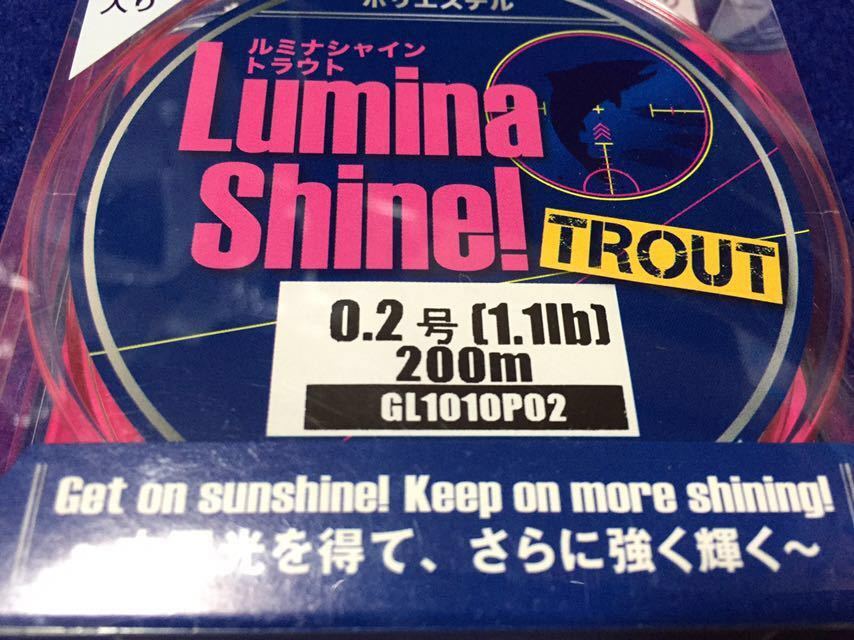 入り
ポリエステル
ルミナシャイン
トラウト
Lumina
Shine!
TROUT
0.2号(1.1lb)
200m
GL1010P02
Get on sunshine! Keep on more shining!
光を得て、さらに強く輝く〜